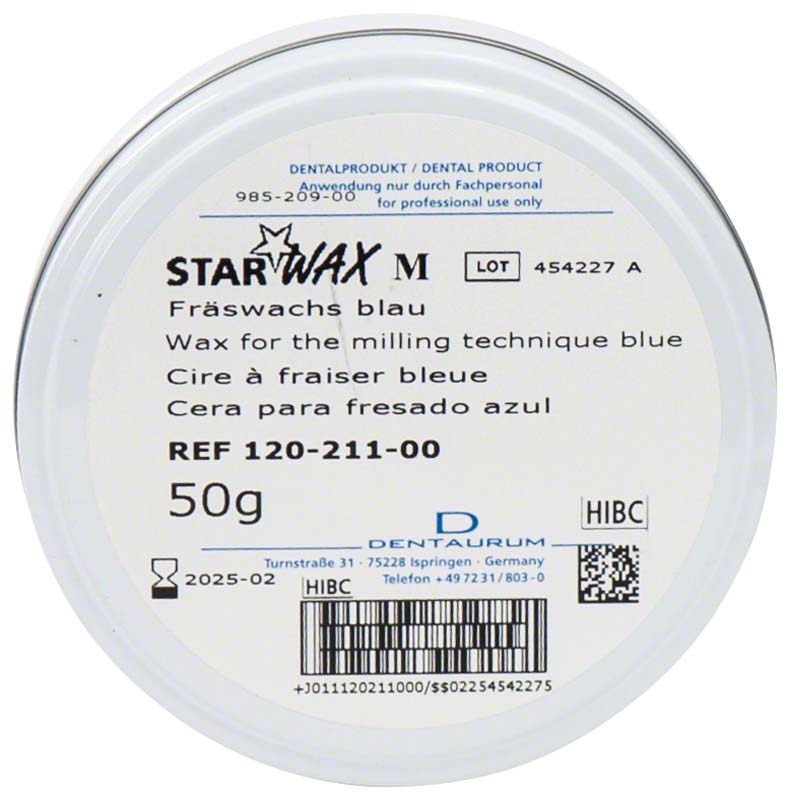 DENTALPRODUKT / DENTAL PRODUCT
Anwendung nur durch Fachpersonal
985-209-00
for professional use only
STAR WAX M LOT 454227 A
Fräswachs blau
Wax for the milling technique blue
Cire à fraiser bleue
Cera para fresado azul
REF 120-211-00
50g
HIBC
D
DENTAURUM
Turnstraße 31 · 75228 Ispringen · Germany
Telefon +497231/803-0
2025-02
HIBC
+J011120211000/$$02254542275